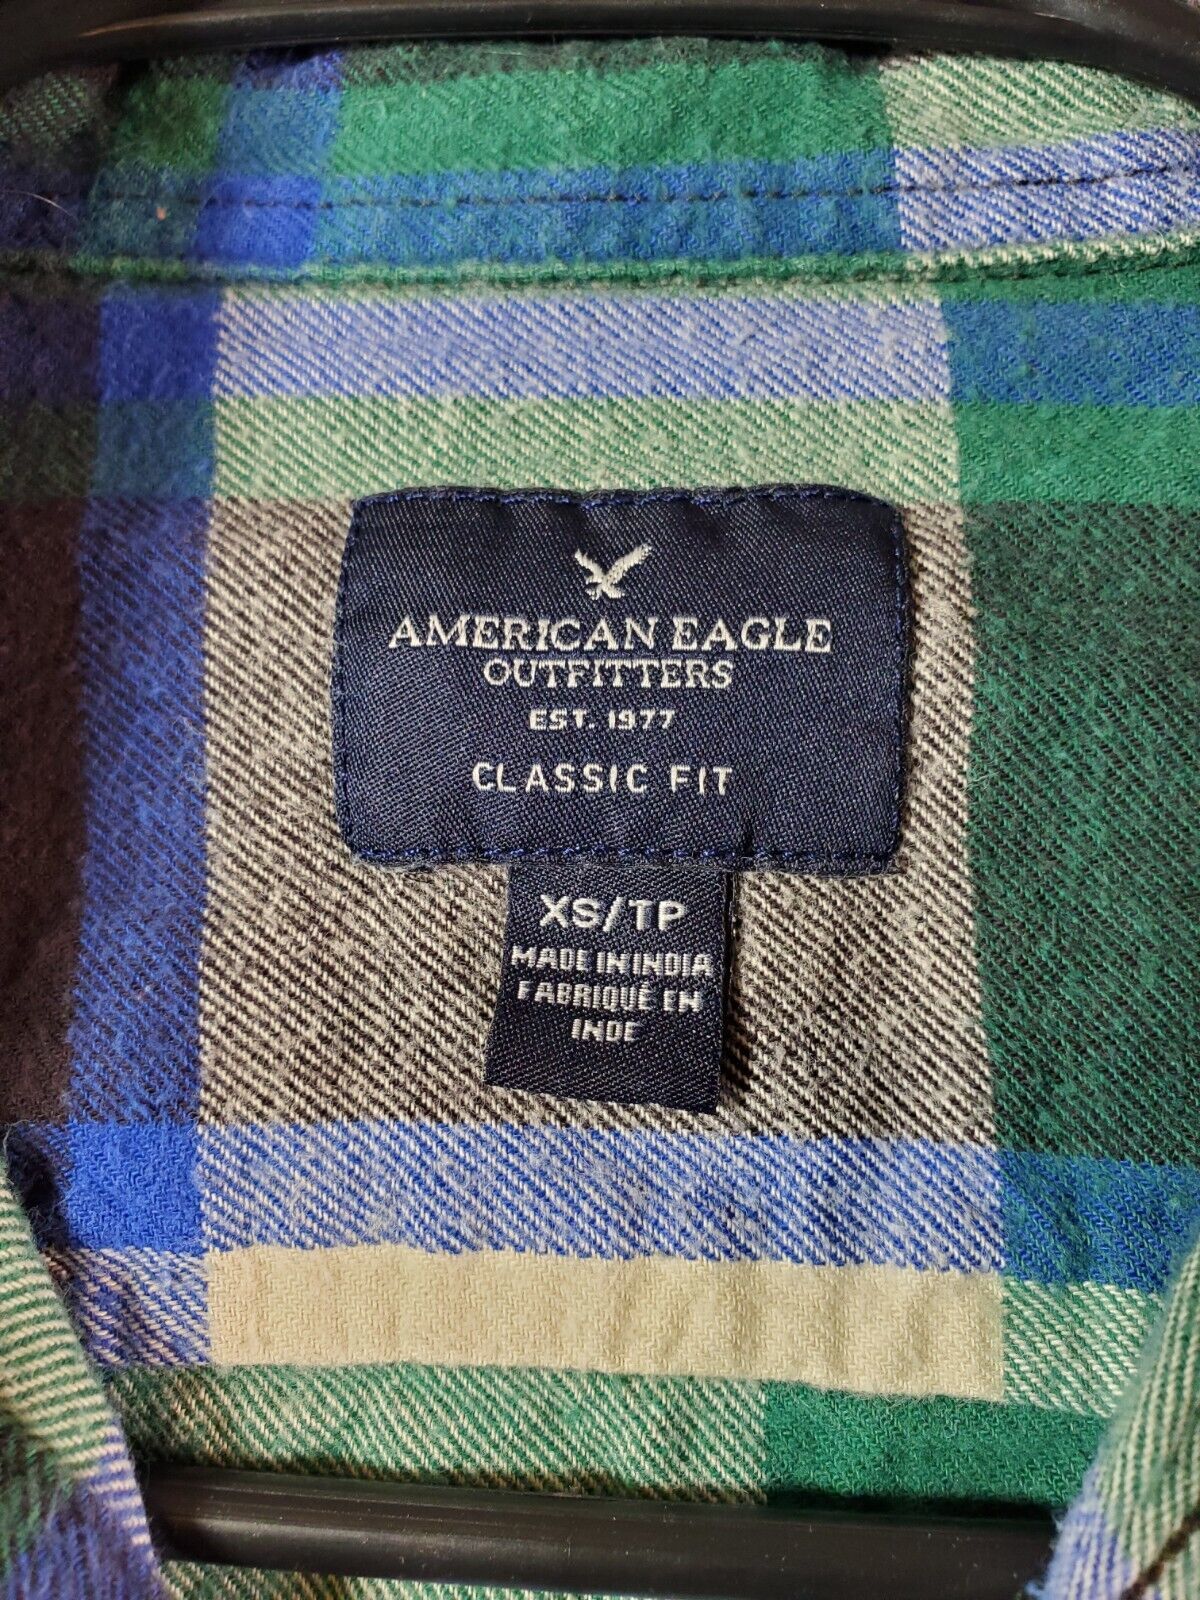 AMERICAN EAGLE
OUTFITTERS
EST. 1977
CLASSIC FIT
XS/TP
MADE IN INDIA
FABRIQUÉ EN
INDE